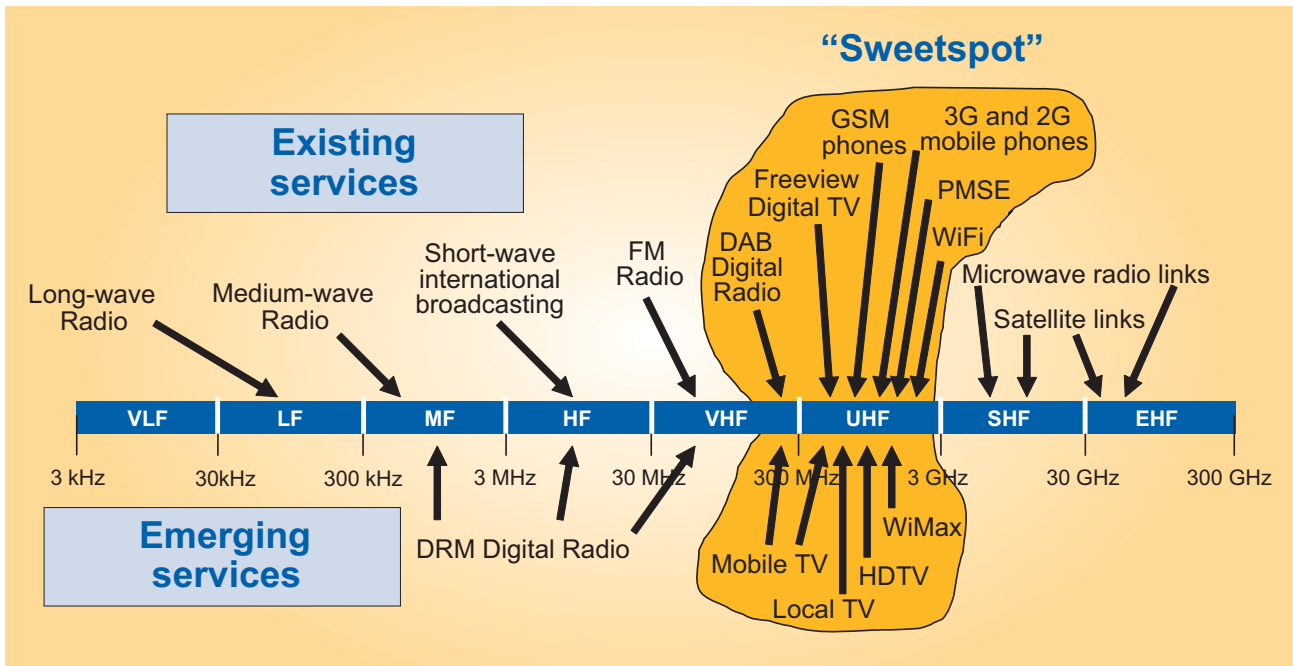 “Sweetspot”
Existing
services
GSM
phones
3G and 2G
mobile phones
Freeview
Digital TV
PMSE
WiFi
DAB
Digital
Radio
FM
Radio
Short-wave
international
broadcasting
Medium-wave
Radio
Long-wave
Radio
Microwave radio links
Satellite links
VLF LF MF HF VHF UHF SHF EHF
3 kHz 30kHz 300 kHz 3 MHz 30 MHz 300 MHz 3 GHz 30 GHz 300 GHz
Emerging
services
DRM Digital Radio
Mobile TV
Local TV
HDTV
WiMax